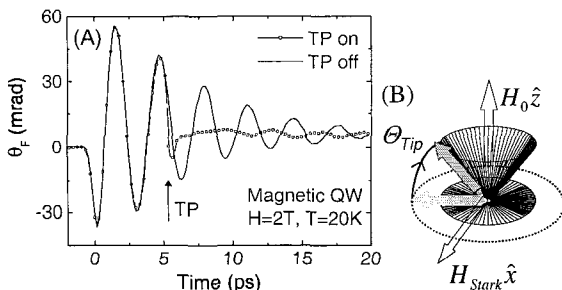 60
30
0
-30
θF (mrad)
(A)
TP on
TP off
TP
Magnetic QW
H=2T, T=20K
0 5 10 15 20
Time (ps)
(B)
H0ẑ
ΘTip
HStark x̂